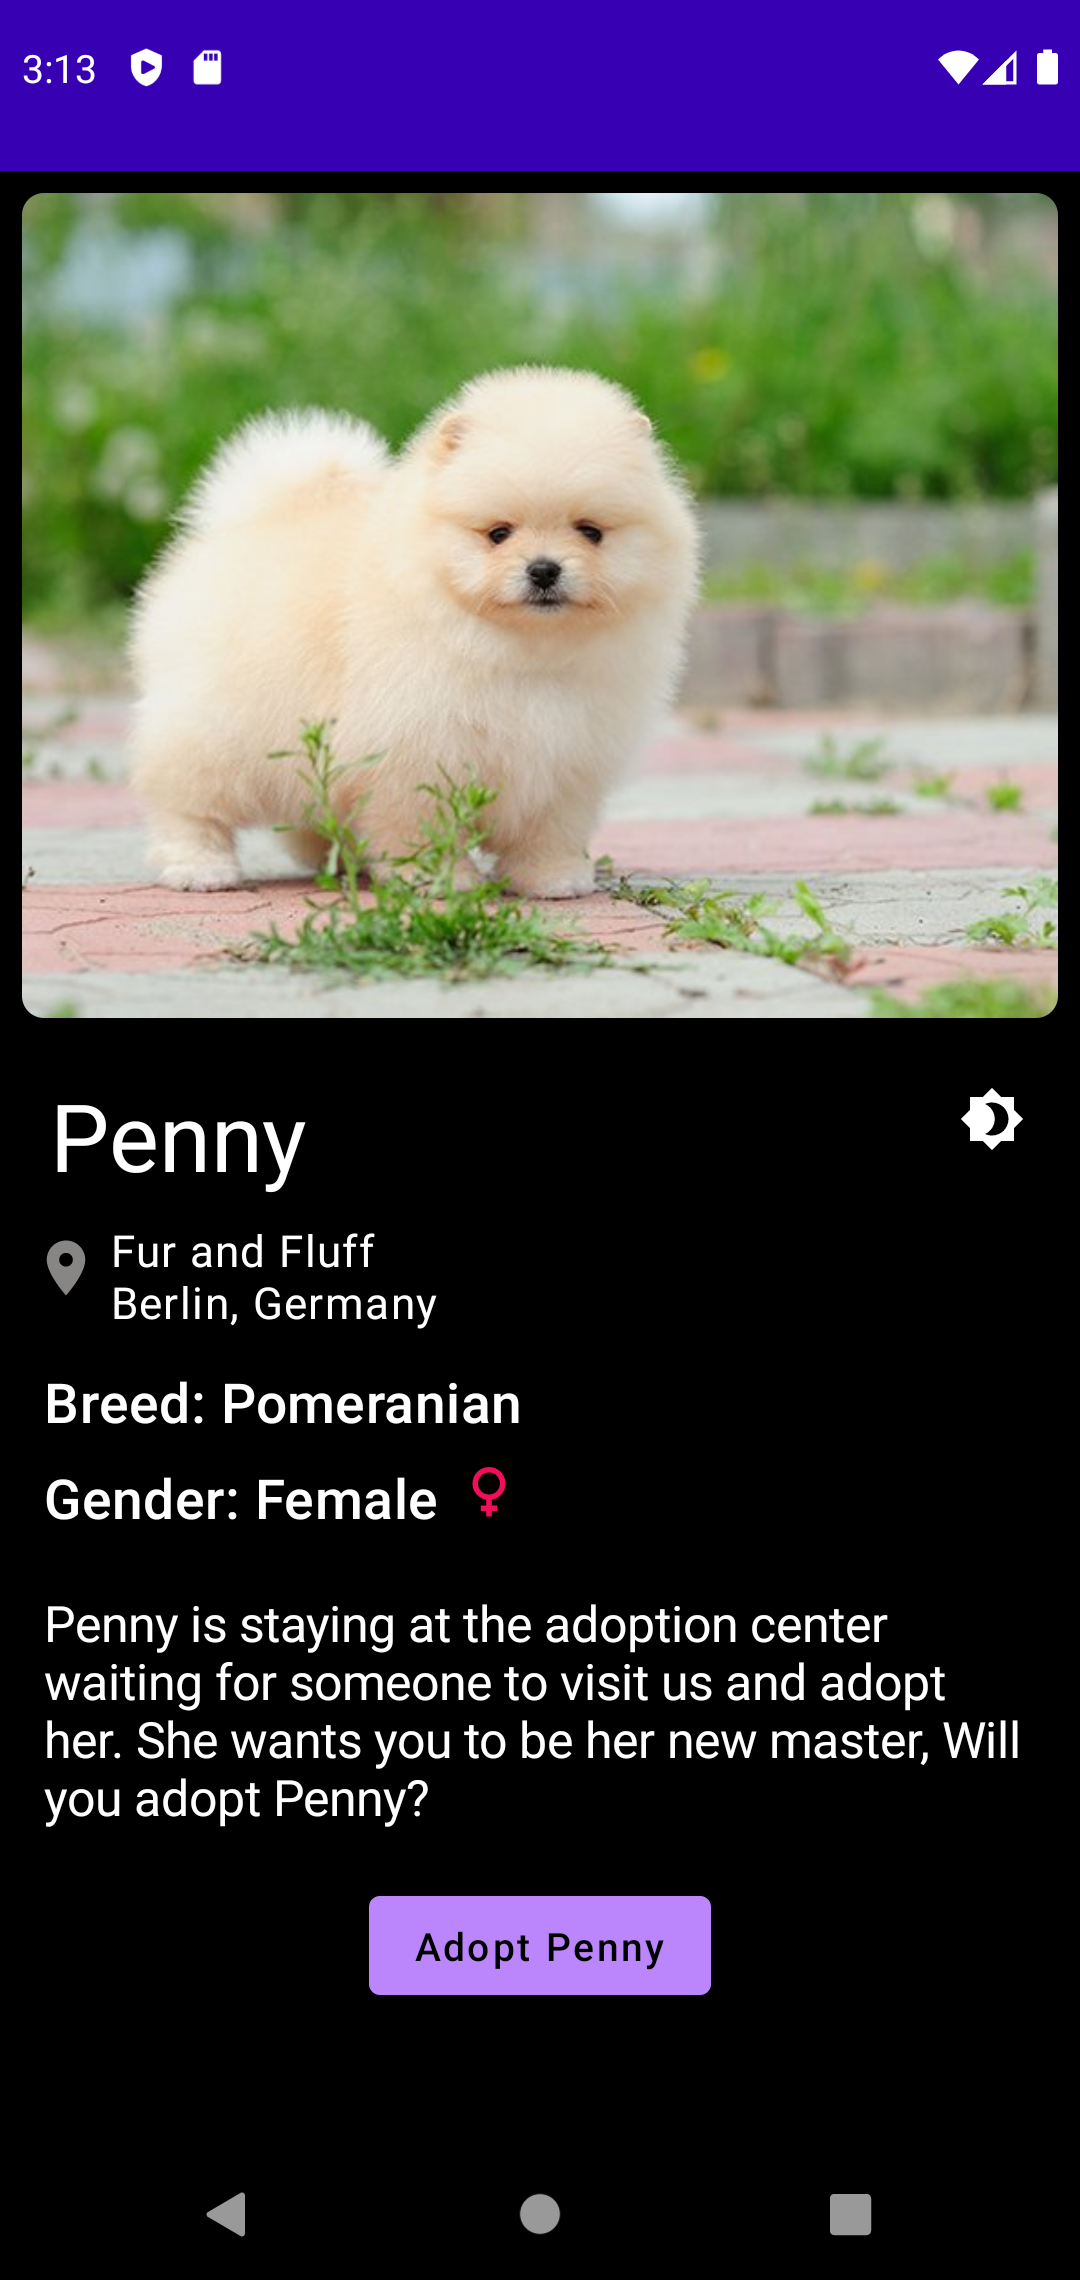 3:13
Penny
Fur and Fluff
Berlin, Germany
Breed: Pomeranian
Gender: Female
Penny is staying at the adoption center
waiting for someone to visit us and adopt
her. She wants you to be her new master, Will
you adopt Penny?
Adopt Penny